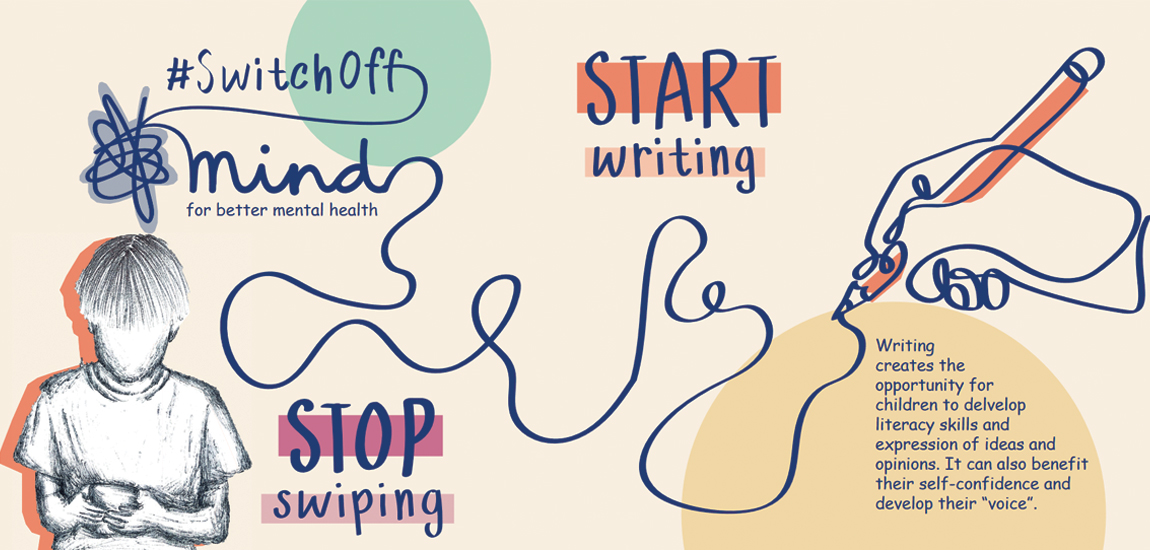 #SwitchOff
mind
for better mental health
START
writing
STOP
swiping
Writing
creates the
opportunity for
children to delvelop
literacy skills and
expression of ideas and
opinions. It can also benefit
their self-confidence and
develop their “voice”.